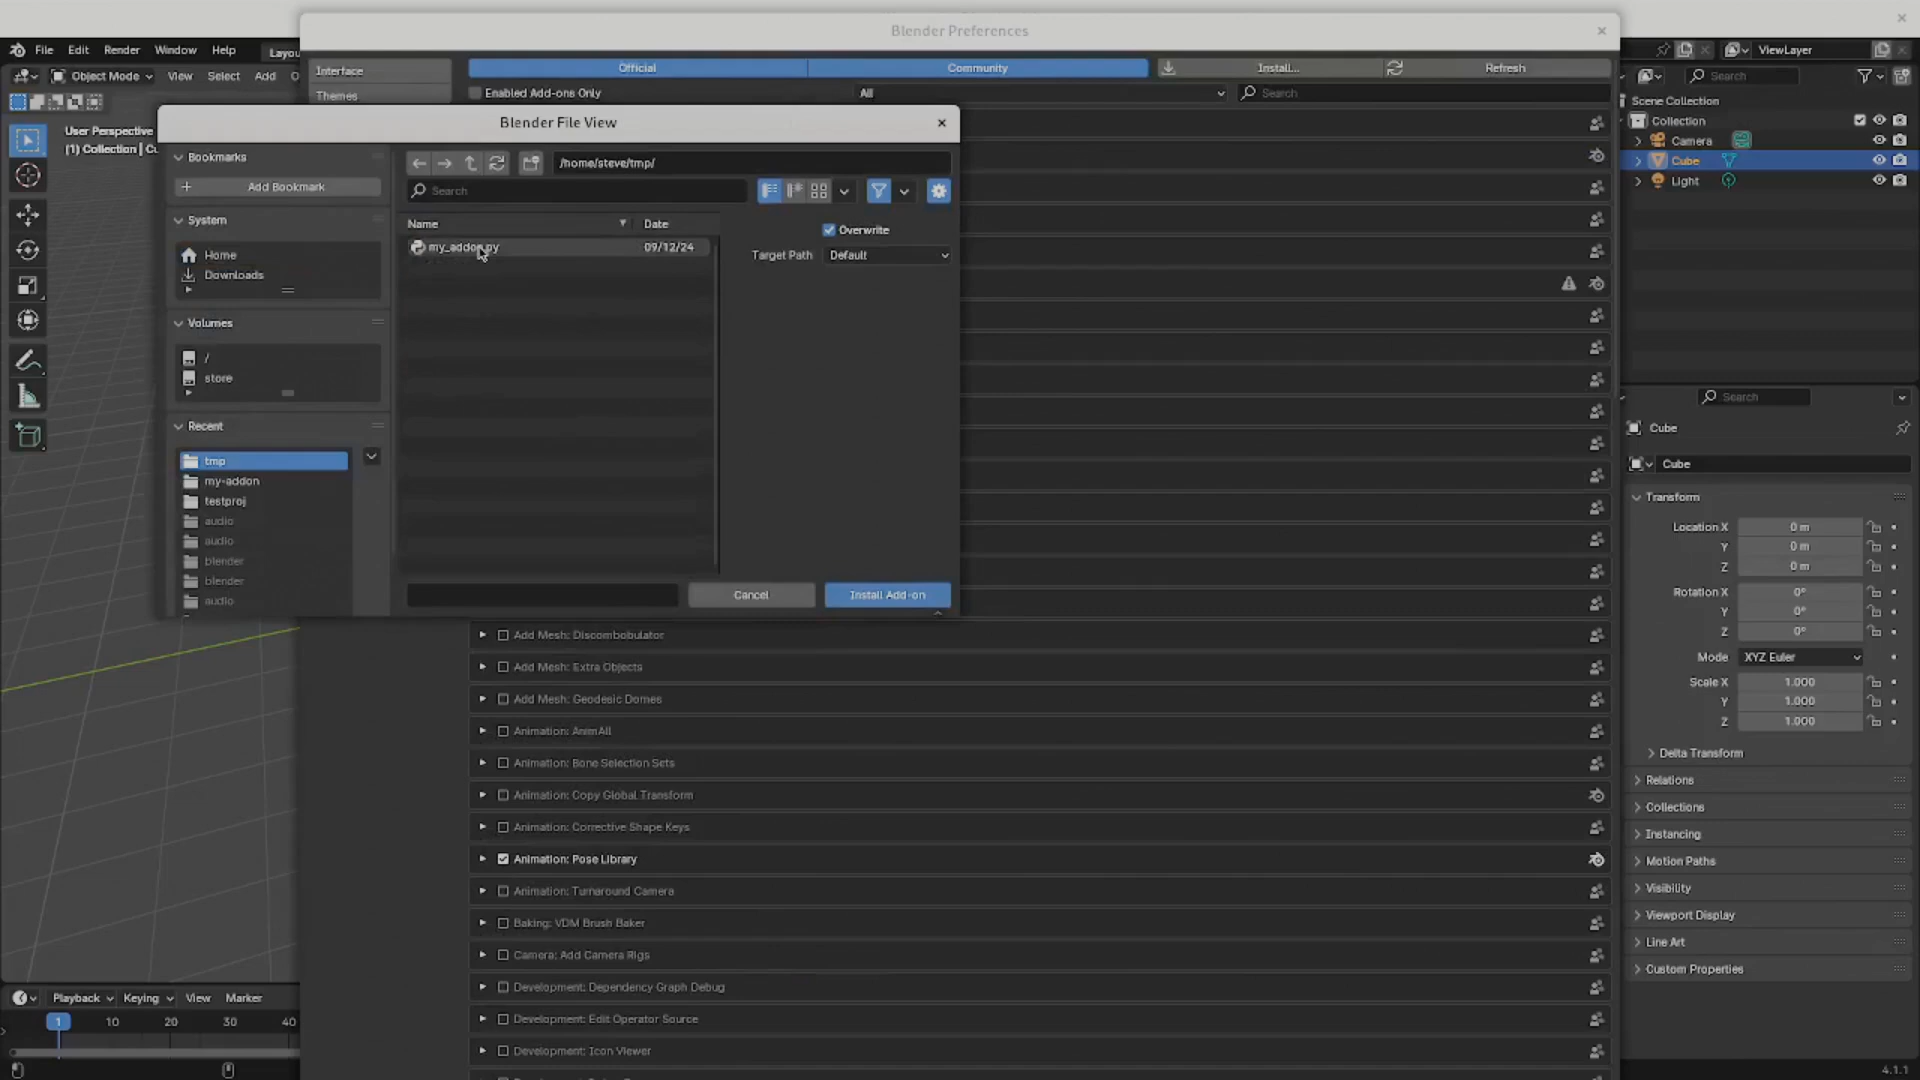 Blender Preferences
File Edit Render Window Help Layou
ViewLayer
Object Mode View Select Add O
Interface
Themes
Official Community Install... Refresh
Enabled Add-ons Only All Search
Search
Scene Collection
Collection
Camera
Cube
Light
User Perspective
(1) Collection | Cu
Blender File View
Bookmarks
Add Bookmark
System
Home
Downloads
Volumes
/
store
Recent
tmp
my-addon
testproj
audio
audio
blender
blender
audio
/home/steve/tmp/
Search
Name Date
my_addon.py 09/12/24
Overwrite
Target Path Default
Cancel Install Add-on
Add Mesh: Discombobulator
Add Mesh: Extra Objects
Add Mesh: Geodesic Domes
Animation: AnimAll
Animation: Bone Selection Sets
Animation: Copy Global Transform
Animation: Corrective Shape Keys
Animation: Pose Library
Animation: Turnaround Camera
Baking: VDM Brush Baker
Camera: Add Camera Rigs
Development: Dependency Graph Debug
Development: Edit Operator Source
Development: Icon Viewer
Search
Cube
Cube
Transform
Location X 0 m
Y 0 m
Z 0 m
Rotation X 0°
Y 0°
Z 0°
Mode XYZ Euler
Scale X 1.000
Y 1.000
Z 1.000
Delta Transform
Relations
Collections
Instancing
Motion Paths
Visibility
Viewport Display
Line Art
Custom Properties
Playback Keying View Marker
1 10 20 30 40
4.1.1